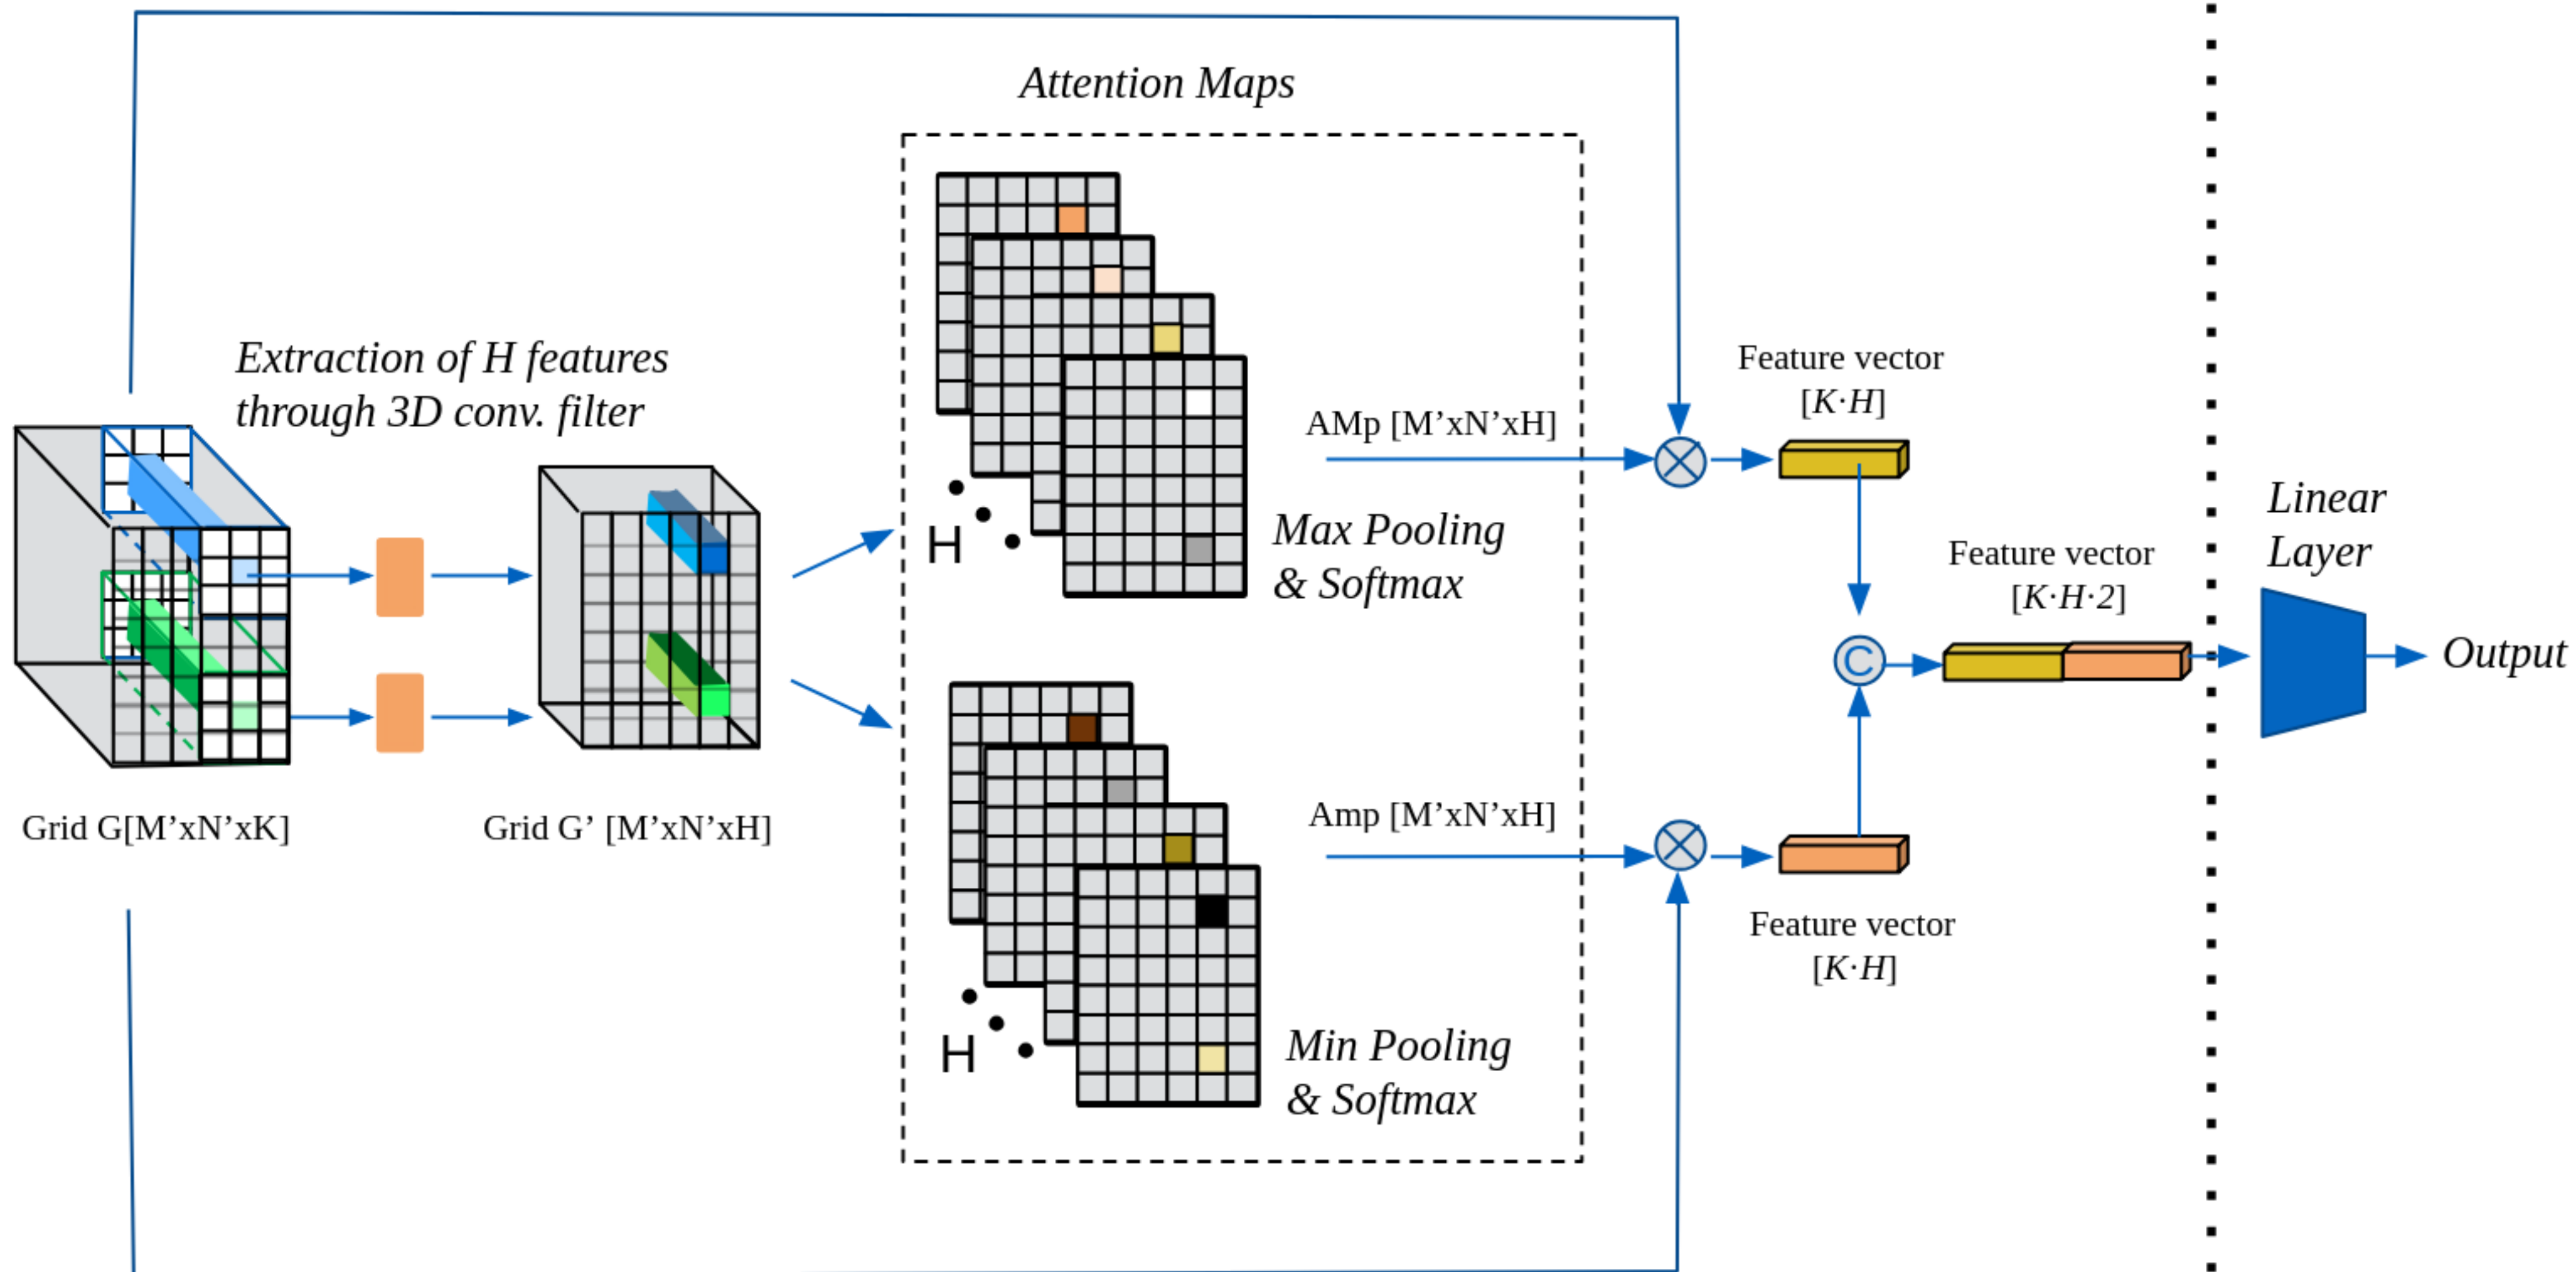 Attention Maps
Extraction of H features
through 3D conv. filter
Grid G[M’xN’xK]
Grid G’ [M’xN’xH]
H
Max Pooling
& Softmax
AMp [M’xN’xH]
H
Min Pooling
& Softmax
Amp [M’xN’xH]
Feature vector
[K·H]
C
Feature vector
[K·H·2]
Feature vector
[K·H]
Linear
Layer
Output